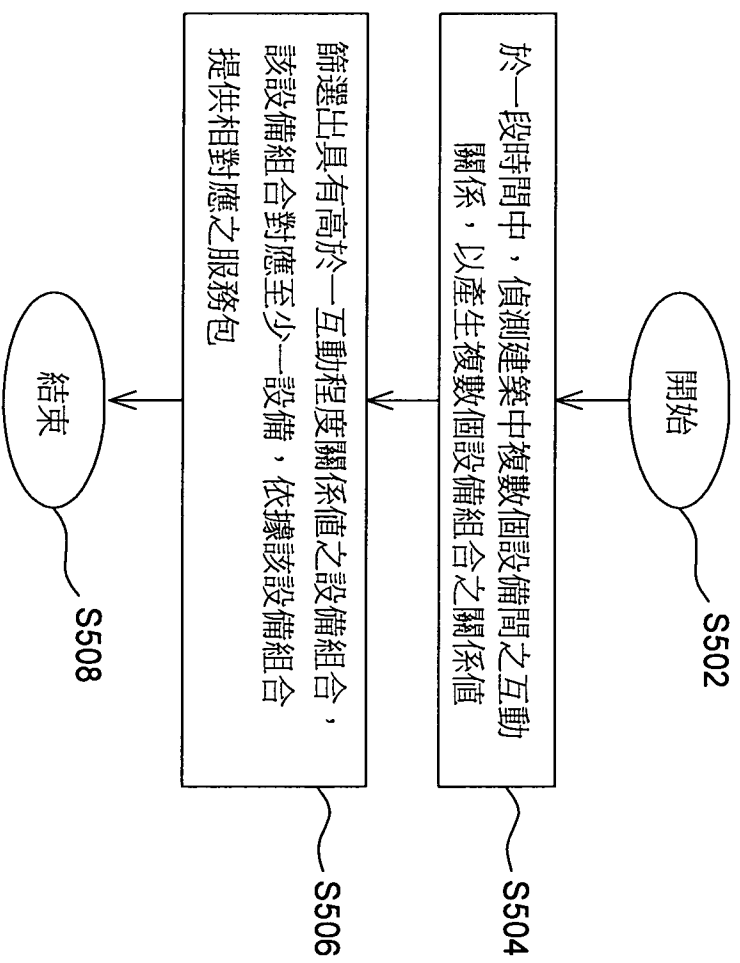 開始
S502
於一段時間中，偵測建築中複數個設備間之互動
關係，以產生複數個設備組合之關係值
S504
篩選出具有高於一互動程度關係值之設備組合，
該設備組合對應至少一設備，依據該設備組合
提供相對應之服務包
S506
結束
S508